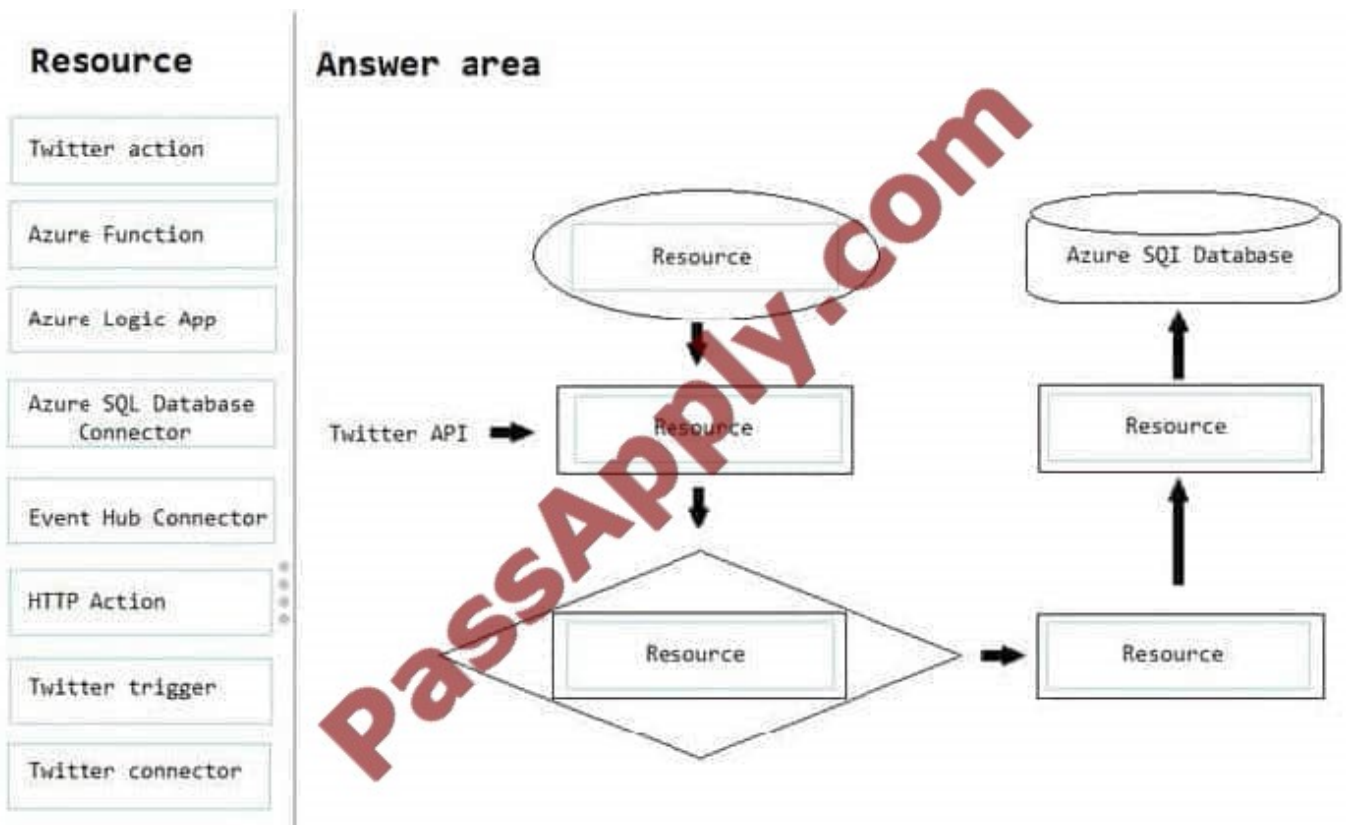 Resource
Answer area
Twitter action
Azure Function
Azure Logic App
Azure SQL Database
Connector
Event Hub Connector
HTTP Action
Twitter trigger
Twitter connector
Resource
Azure SQI Database
Twitter API
Resource
Resource
Resource
Resource
PassApply.com